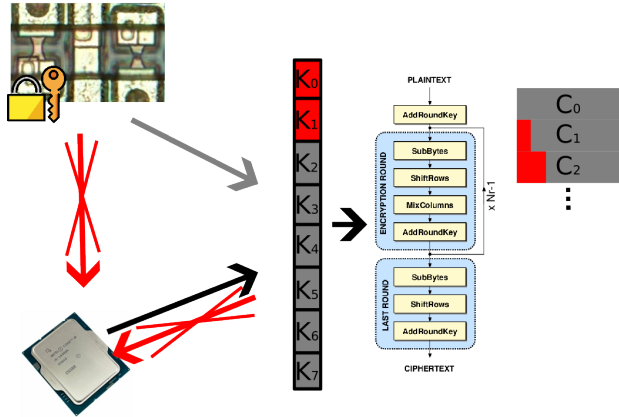 K0
K1
K2
K3
K4
K5
K6
K7
PLAINTEXT
AddRoundKey
ENCRYPTION ROUND
SubBytes
ShiftRows
MixColumns
AddRoundKey
x Nr-1
LAST ROUND
SubBytes
ShiftRows
AddRoundKey
CIPHERTEXT
C0
C1
C2